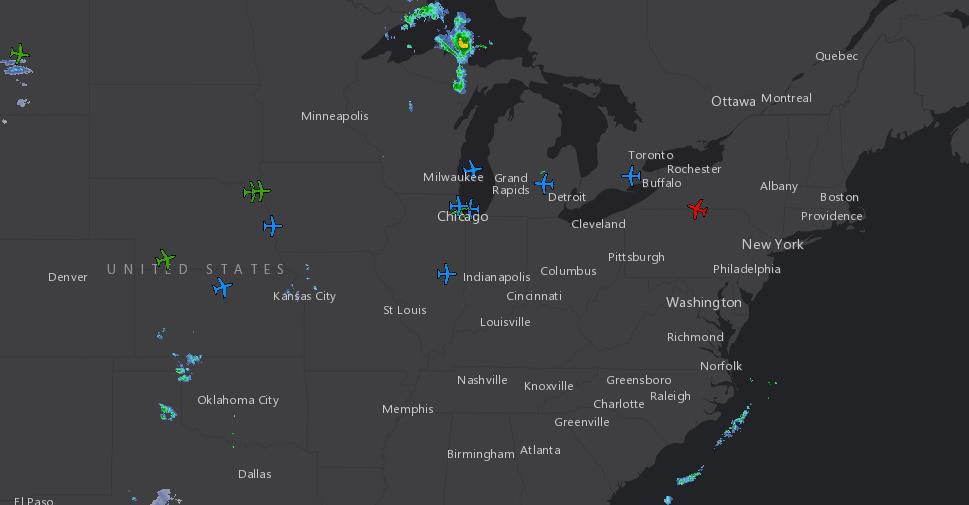 Quebec
Ottawa
Montreal
Minneapolis
Toronto
Rochester
Milwaukee
Grand
Rapids
Buffalo
Detroit
Albany
Boston
Chicago
Providence
Cleveland
New York
Pittsburgh
UNITED STATES
Denver
Indianapolis
Columbus
Philadelphia
Kansas City
Cincinnati
Washington
St Louis
Louisville
Richmond
Norfolk
Nashville
Knoxville
Greensboro
Raleigh
Oklahoma City
Memphis
Charlotte
Greenville
Birmingham
Atlanta
Dallas
El Paso